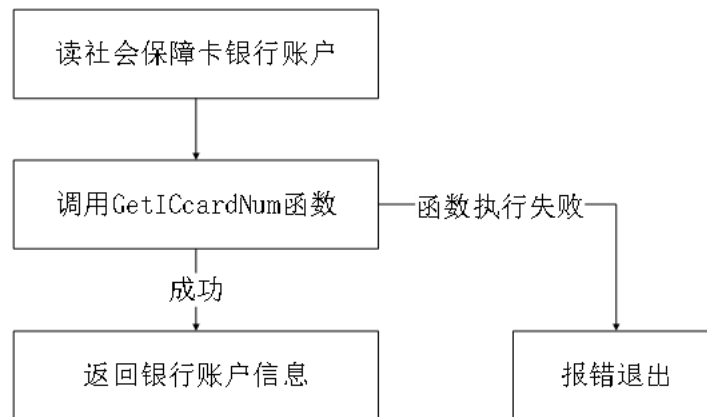 读社会保障卡银行账户
调用GetICcardNum函数
函数执行失败
成功
返回银行账户信息
报错退出